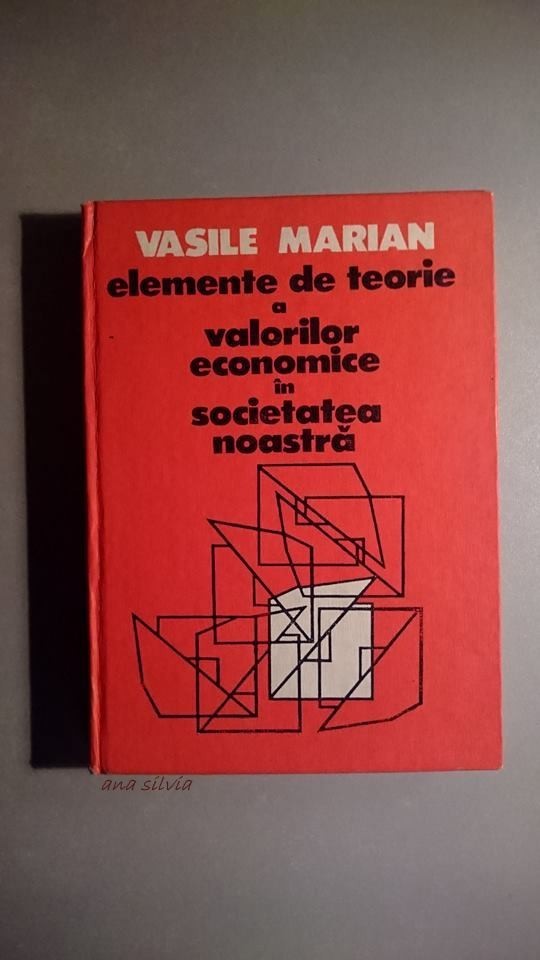 VASILE MARIAN
elemente de teorie
a
valorilor
economice
în
societatea
noastră
ana silvia